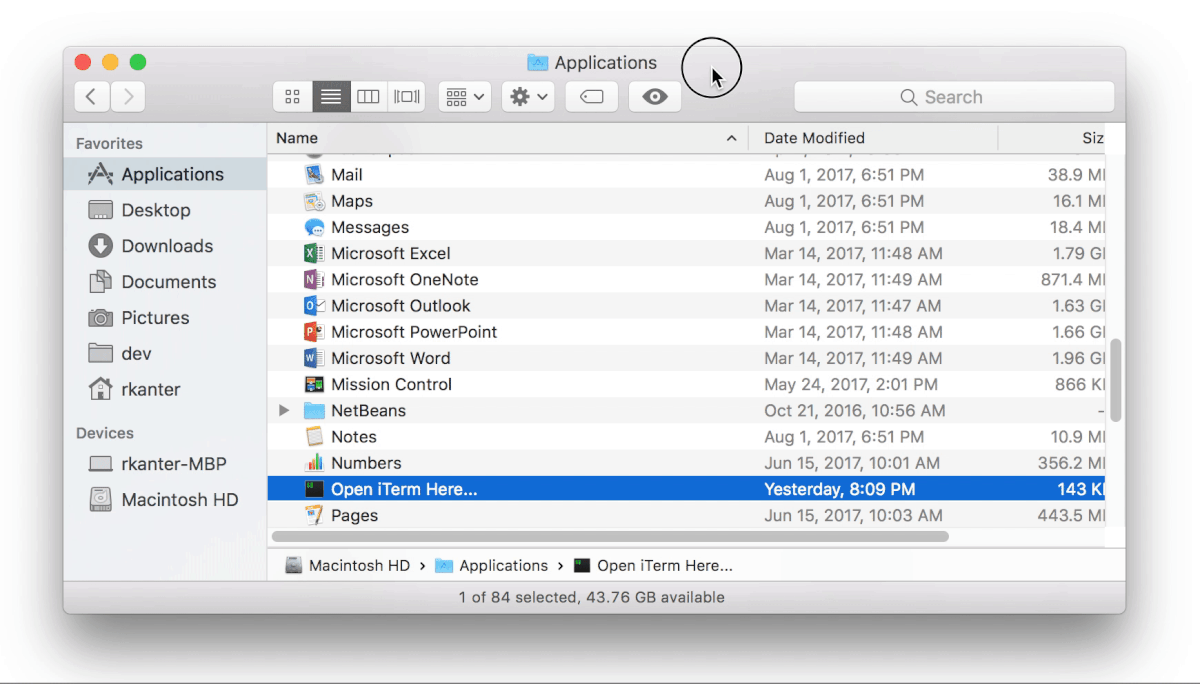 Applications
Search
Favorites
Applications
Desktop
Downloads
Documents
Pictures
dev
rkanter
Devices
rkanter-MBP
Macintosh HD
Name Date Modified Siz
Mail Aug 1, 2017, 6:51 PM 38.9 M
Maps Aug 1, 2017, 6:51 PM 16.1 M
Messages Aug 1, 2017, 6:51 PM 18.4 M
Microsoft Excel Mar 14, 2017, 11:48 AM 1.79 G
Microsoft OneNote Mar 14, 2017, 11:49 AM 871.4 M
Microsoft Outlook Mar 14, 2017, 11:47 AM 1.63 G
Microsoft PowerPoint Mar 14, 2017, 11:48 AM 1.66 G
Microsoft Word Mar 14, 2017, 11:49 AM 1.96 G
Mission Control May 24, 2017, 2:01 PM 866 K
NetBeans Oct 21, 2016, 10:56 AM -
Notes Aug 1, 2017, 6:51 PM 10.9 M
Numbers Jun 15, 2017, 10:01 AM 356.2 M
Open iTerm Here... Yesterday, 8:09 PM 143 K
Pages Jun 15, 2017, 10:03 AM 443.5 M
Macintosh HD › Applications › Open iTerm Here...
1 of 84 selected, 43.76 GB available